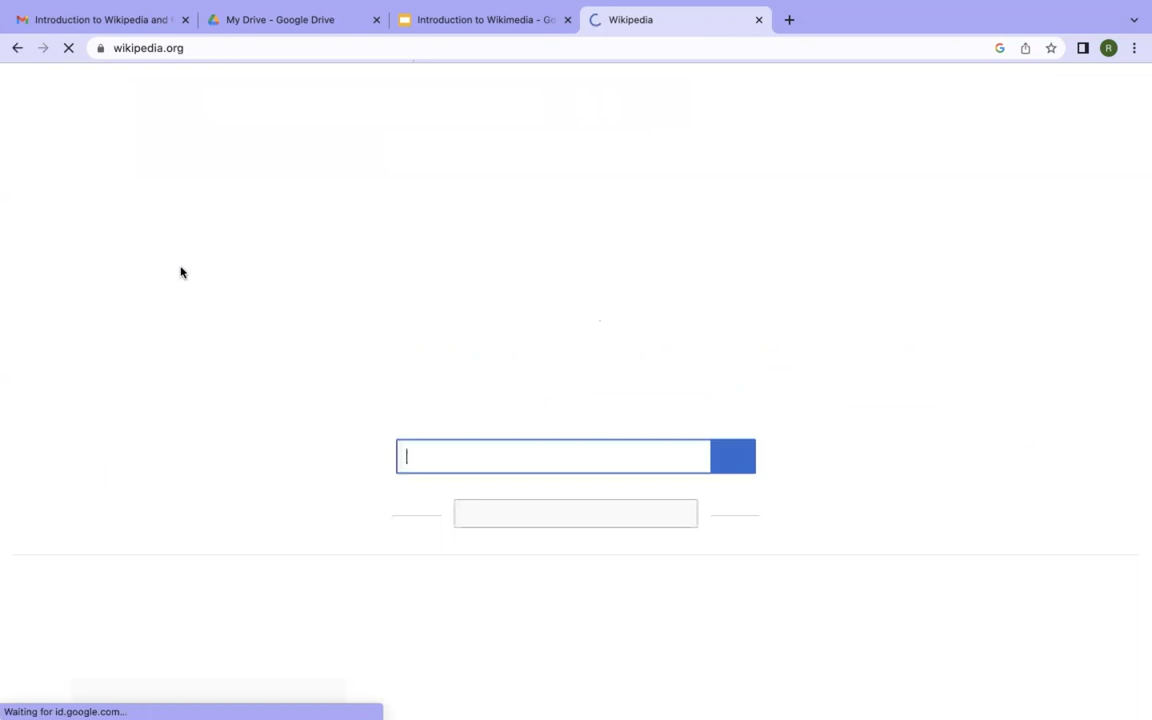 Introduction to Wikipedia and
My Drive - Google Drive
Introduction to Wikimedia - Go
Wikipedia
wikipedia.org
R
Waiting for id.google.com...